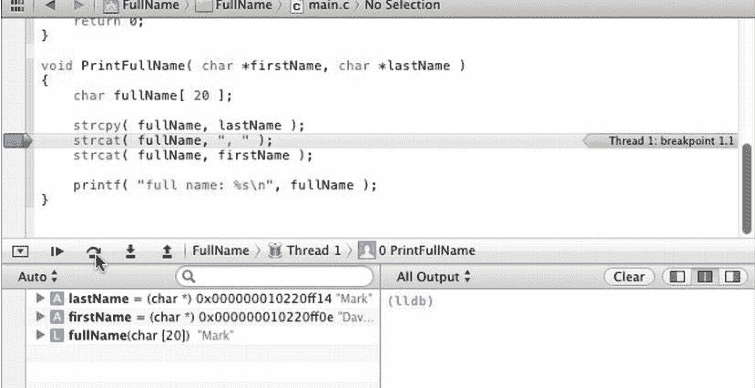 FullName > FullName > c main.c > No Selection
return 0;
}
void PrintFullName( char *firstName, char *lastName )
{
char fullName[ 20 ];
strcpy( fullName, lastName );
strcat( fullName, ", " );
Thread 1: breakpoint 1.1
strcat( fullName, firstName );
printf( "full name: %s\n", fullName );
}
FullName > Thread 1 > 0 PrintFullName
Auto
All Output
Clear
A lastName = (char *) 0x000000010220ff14 "Mark"
(lldb)
A firstName = (char *) 0x000000010220ff0e "Dav...
L fullName(char [20]) "Mark"